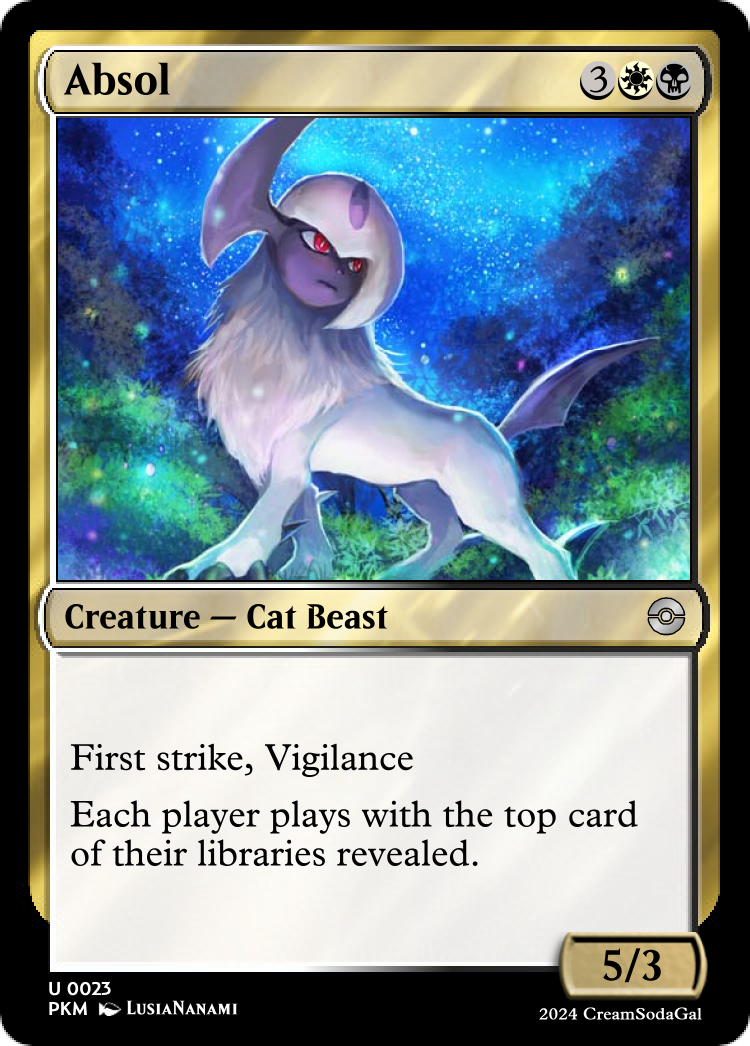 Absol
3
Creature — Cat Beast
First strike, Vigilance
Each player plays with the top card
of their libraries revealed.
5/3
U 0023
PKM LusiaNanami
2024 CreamSodaGal